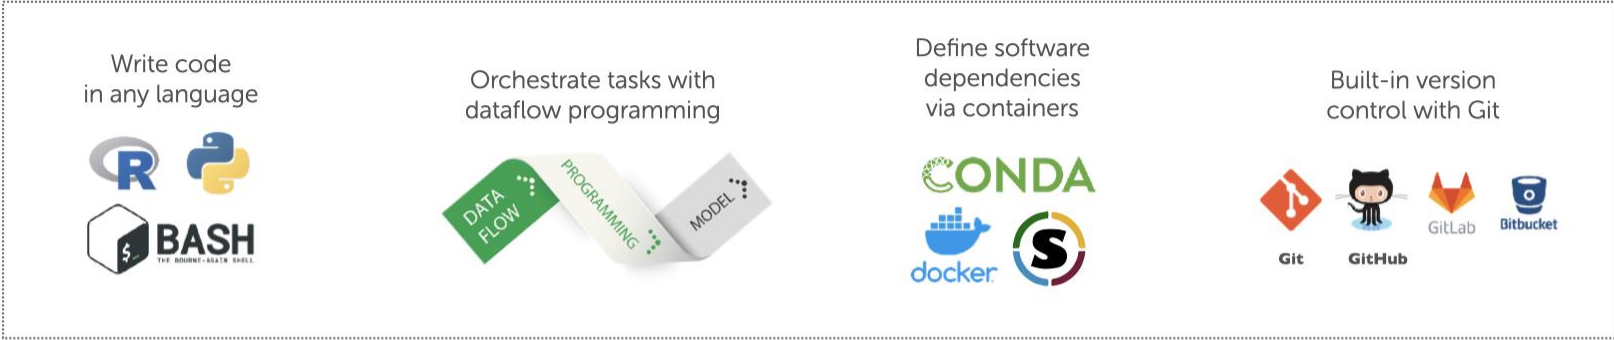 Write code
in any language
R
$_
BASH
THE BOURNE-AGAIN SHELL
Orchestrate tasks with
dataflow programming
DATA
FLOW
PROGRAMMING
MODEL
Define software
dependencies
via containers
CONDA
docker
S
Built-in version
control with Git
Git
GitHub
GitLab
Bitbucket